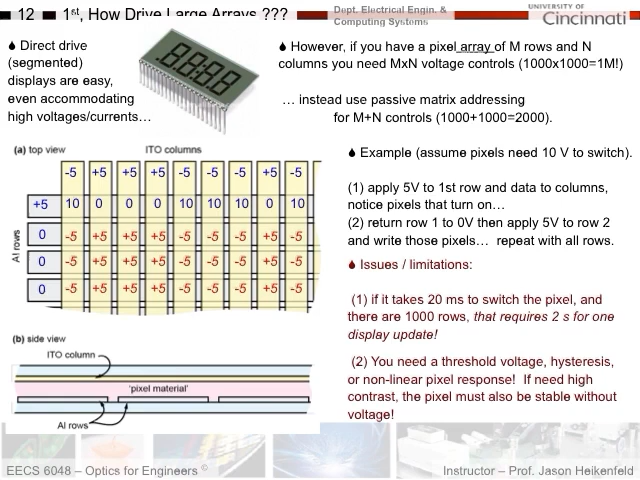 12
1st, How Drive Large Arrays ???
Dept. Electrical Engin. &
Computing Systems
UNIVERSITY OF
Cincinnati
Direct drive
(segmented)
displays are easy,
even accommodating
high voltages/currents…
However, if you have a pixel array of M rows and N
columns you need MxN voltage controls (1000x1000=1M!)
… instead use passive matrix addressing
for M+N controls (1000+1000=2000).
(a) top view ITO columns
-5 +5 +5 +5 -5 -5 -5 +5 -5
+5 10 0 0 0 10 10 10 0 10
0 -5 +5 +5 +5 -5 -5 -5 +5 -5
0 -5 +5 +5 +5 -5 -5 -5 +5 -5
0 -5 +5 +5 +5 -5 -5 -5 +5 -5
Al rows
(b) side view
ITO column
'pixel material'
Al rows
Example (assume pixels need 10 V to switch).
(1) apply 5V to 1st row and data to columns,
notice pixels that turn on…
(2) return row 1 to 0V then apply 5V to row 2
and write those pixels… repeat with all rows.
Issues / limitations:
(1) if it takes 20 ms to switch the pixel, and
there are 1000 rows, that requires 2 s for one
display update!
(2) You need a threshold voltage, hysteresis,
or non-linear pixel response! If need high
contrast, the pixel must also be stable without
voltage!
EECS 6048 – Optics for Engineers ©
Instructor – Prof. Jason Heikenfeld